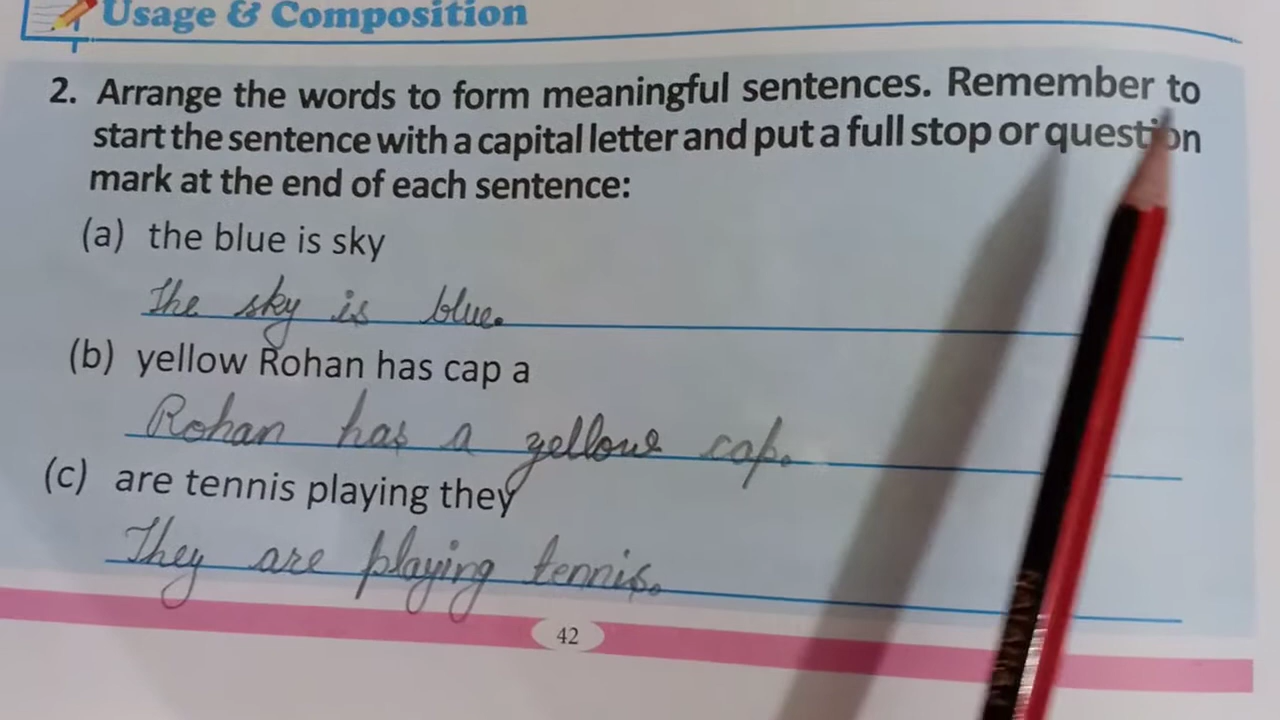 Usage & Composition
2. Arrange the words to form meaningful sentences. Remember to
start the sentence with a capital letter and put a full stop or question
mark at the end of each sentence:
(a) the blue is sky
The sky is blue.
(b) yellow Rohan has cap a
Rohan has a yellow cap.
(c) are tennis playing they
They are playing tennis.
42